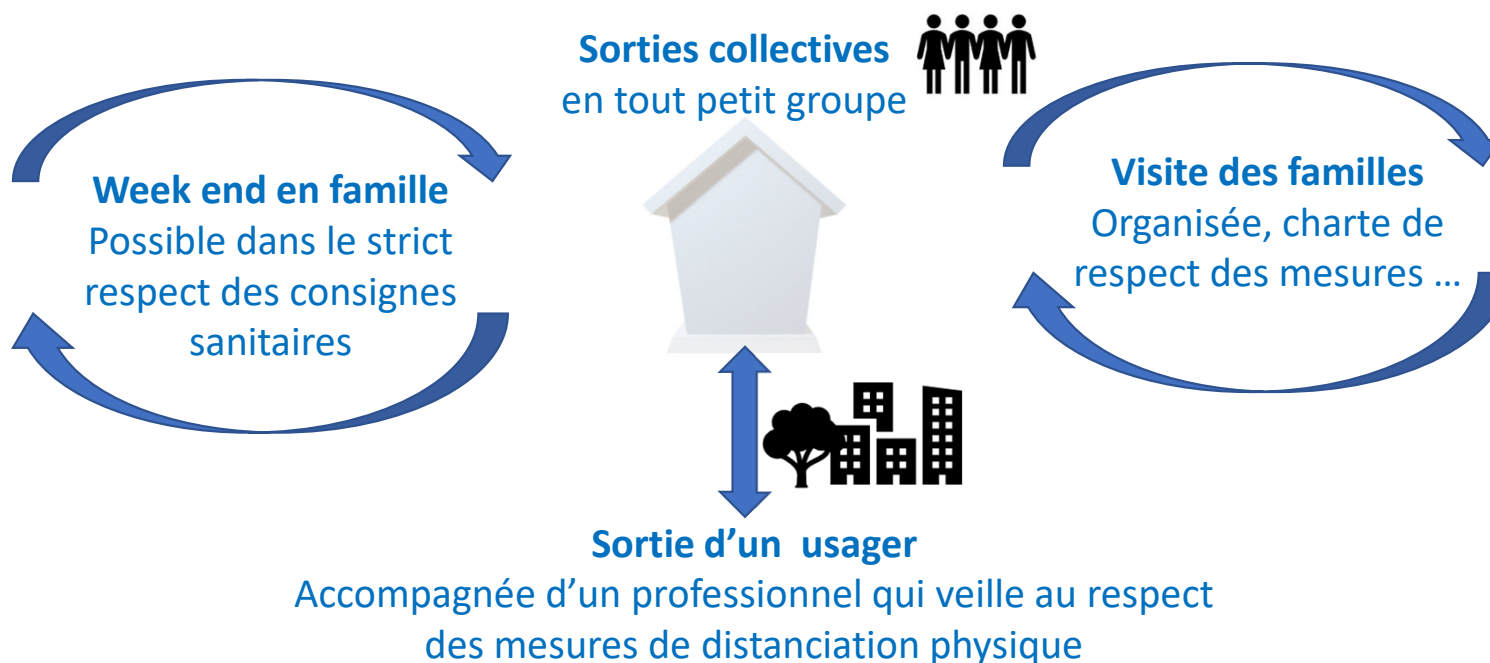 Sorties collectives
en tout petit groupe
Week end en famille
Possible dans le strict
respect des consignes
sanitaires
Visite des familles
Organisée, charte de
respect des mesures …
Sortie d’un  usager
Accompagnée d’un professionnel qui veille au respect
des mesures de distanciation physique